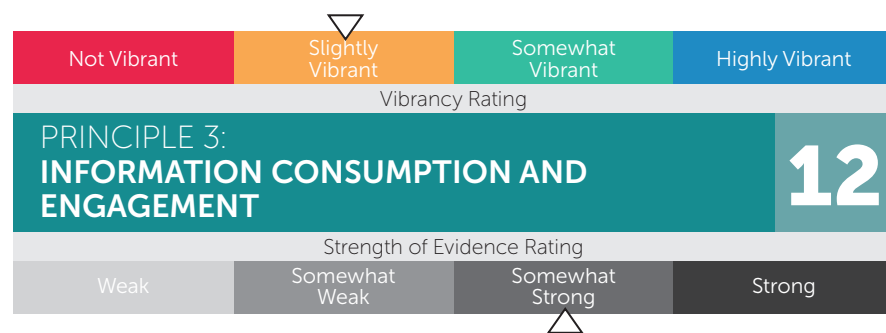 Not Vibrant
Slightly
Vibrant
Somewhat
Vibrant
Highly Vibrant
Vibrancy Rating
PRINCIPLE 3:
INFORMATION CONSUMPTION AND
ENGAGEMENT
12
Strength of Evidence Rating
Weak
Somewhat
Weak
Somewhat
Strong
Strong